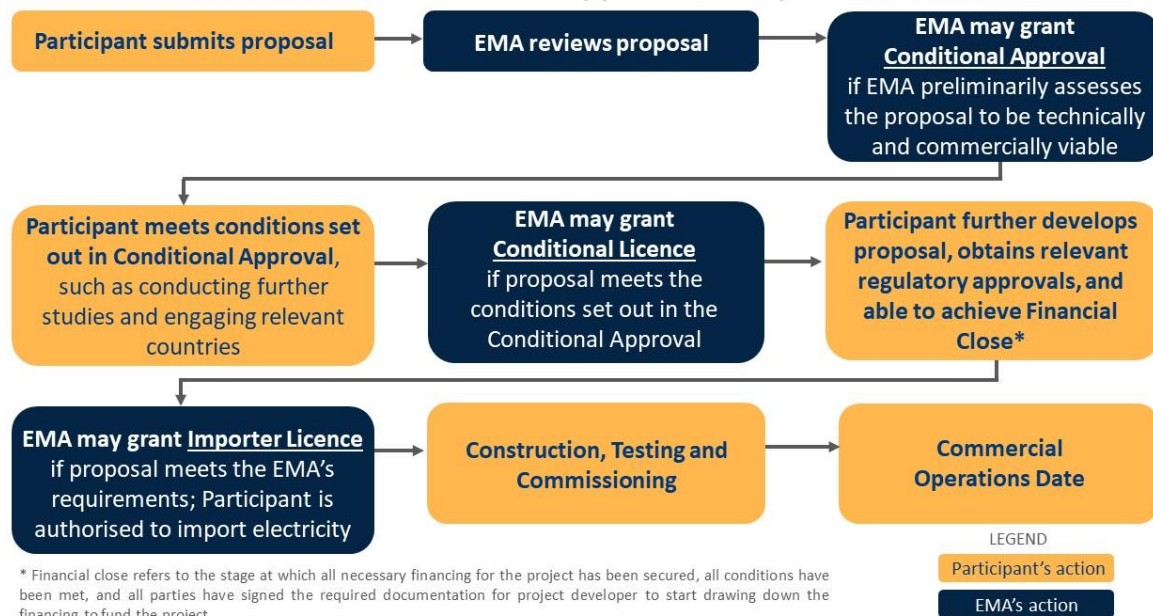 Participant submits proposal
EMA reviews proposal
EMA may grant
Conditional Approval
if EMA preliminarily assesses
the proposal to be technically
and commercially viable
Participant meets conditions set
out in Conditional Approval,
such as conducting further
studies and engaging relevant
countries
EMA may grant
Conditional Licence
if proposal meets the
conditions set out in the
Conditional Approval
Participant further develops
proposal, obtains relevant
regulatory approvals, and
able to achieve Financial
Close*
EMA may grant Importer Licence
if proposal meets the EMA's
requirements; Participant is
authorised to import electricity
Construction, Testing and
Commissioning
Commercial
Operations Date
LEGEND
Participant's action
EMA's action
* Financial close refers to the stage at which all necessary financing for the project has been secured, all conditions have
been met, and all parties have signed the required documentation for project developer to start drawing down the
financing to fund the project